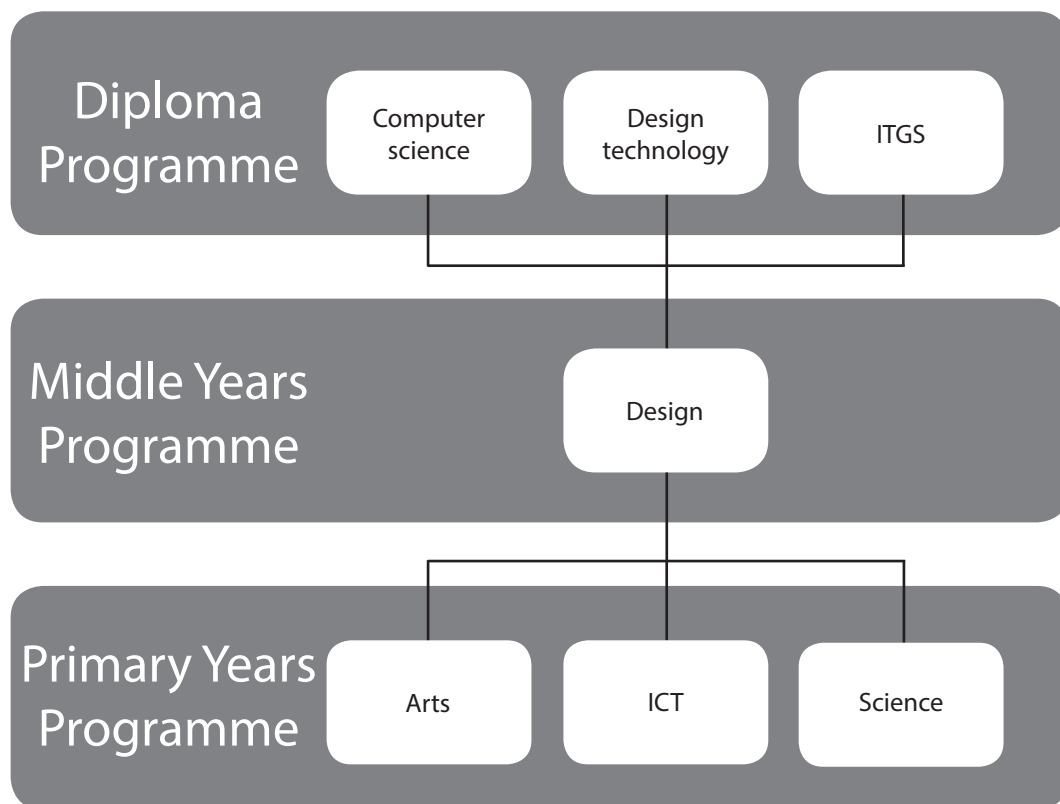 Diploma
Programme
Computer
science
Design
technology
ITGS
Middle Years
Programme
Design
Primary Years
Programme
Arts
ICT
Science